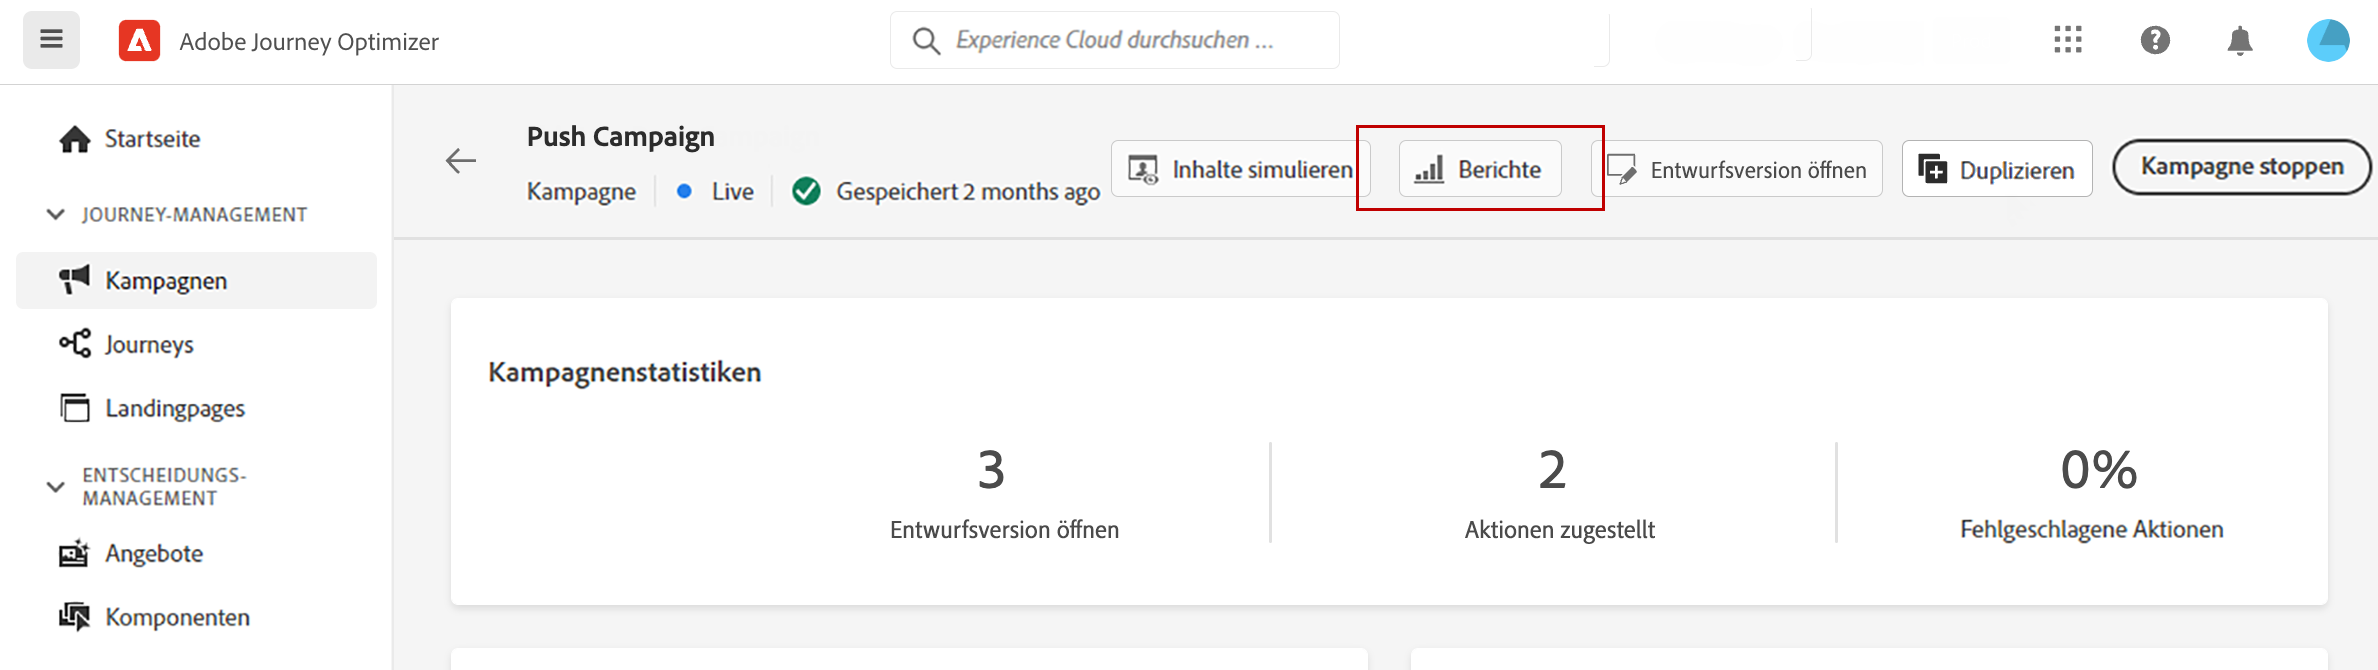 Adobe Journey Optimizer
Experience Cloud durchsuchen ...
Startseite
JOURNEY-MANAGEMENT
Kampagnen
Journeys
Landingpages
ENTSCHEIDUNGS-
MANAGEMENT
Angebote
Komponenten
Push Campaign
Kampagne
Live
Gespeichert 2 months ago
Inhalte simulieren
Berichte
Entwurfsversion öffnen
Duplizieren
Kampagne stoppen
Kampagnenstatistiken
3
Entwurfsversion öffnen
2
Aktionen zugestellt
0%
Fehlgeschlagene Aktionen